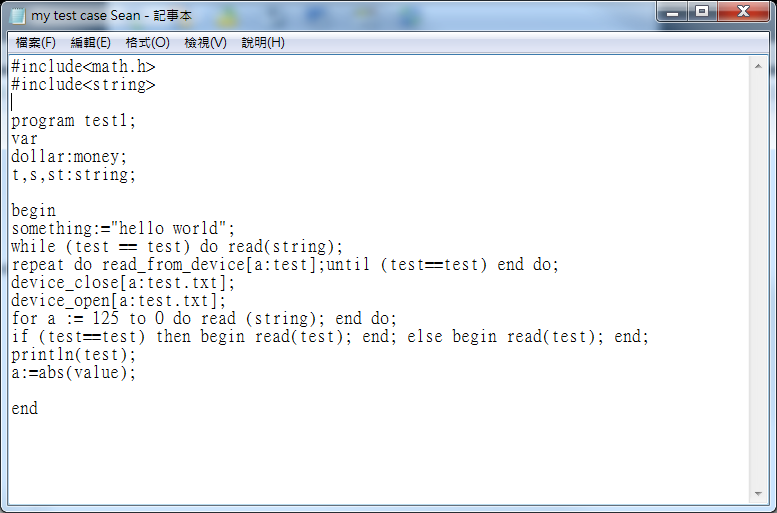 my test case Sean - 記事本
檔案(F) 編輯(E) 格式(O) 檢視(V) 說明(H)
#include<math.h>
#include<string>
program test1;
var
dollar:money;
t,s,st:string;
begin
something:="hello world";
while (test == test) do read(string);
repeat do read_from_device[a:test];until (test==test) end do;
device_close[a:test.txt];
device_open[a:test.txt];
for a := 125 to 0 do read (string); end do;
if (test==test) then begin read(test); end; else begin read(test); end;
println(test);
a:=abs(value);
end